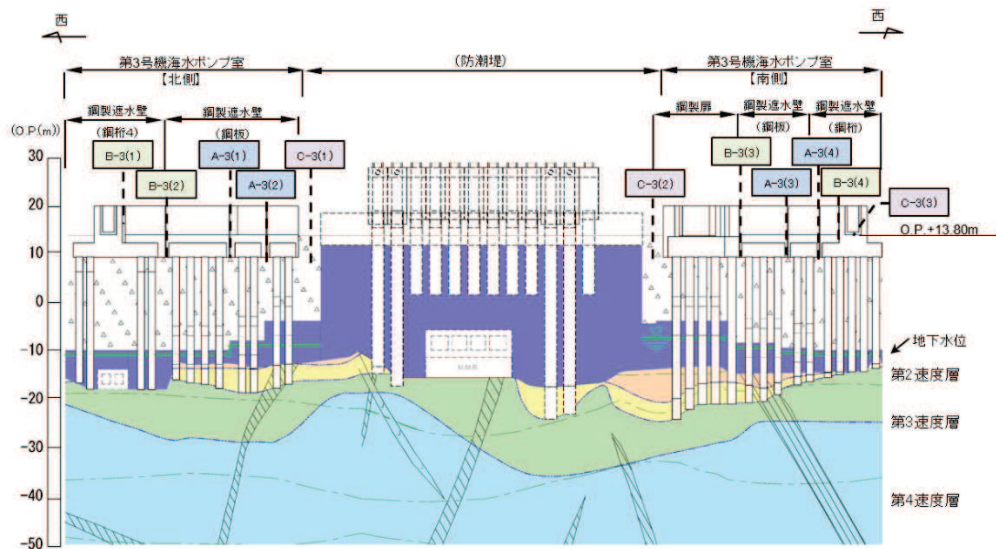 西
西
第3号機海水ポンプ室
【北側】
(防潮堤)
第3号機海水ポンプ室
【南側】
鋼製遮水壁
(鋼桁4)
鋼製遮水壁
(鋼板)
鋼製扉
鋼製遮水壁
(鋼板)
鋼製遮水壁
(鋼桁)
(O.P.(m))
B-3(1)
A-3(1)
C-3(1)
B-3(2)
A-3(2)
B-3(3)
A-3(4)
C-3(2)
A-3(3)
B-3(4)
C-3(3)
O.P.+13.80m
30
20
10
0
-10
-20
-30
-40
-50
地下水位
第2速度層
第3速度層
第4速度層